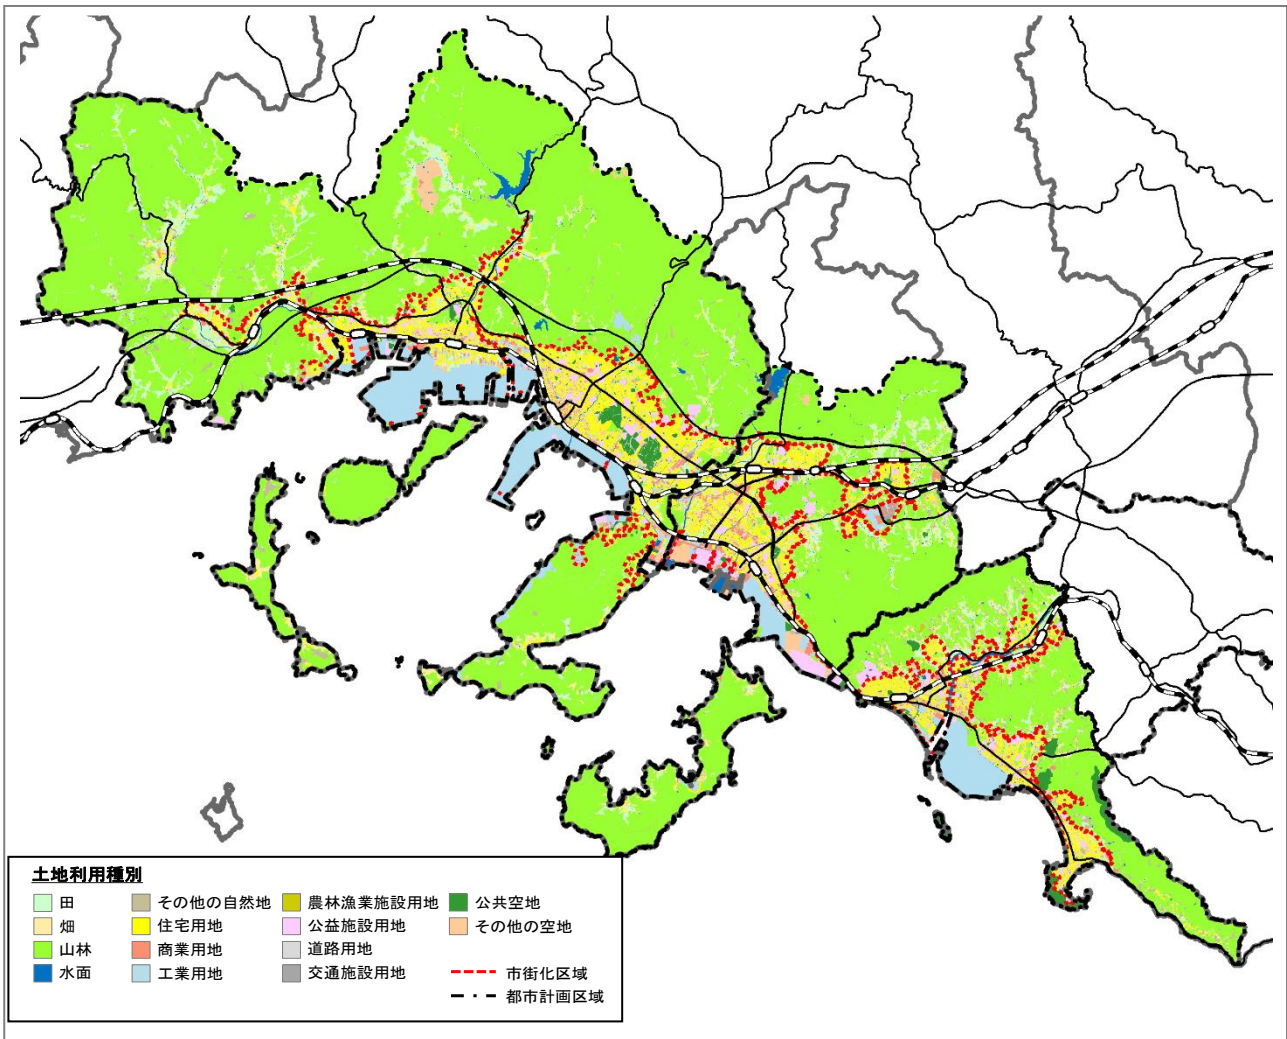 土地利用種別
田 その他の自然地 農林漁業施設用地 公共空地
畑 住宅用地 公益施設用地 その他の空地
山林 商業用地 道路用地
水面 工業用地 交通施設用地 市街化区域
都市計画区域